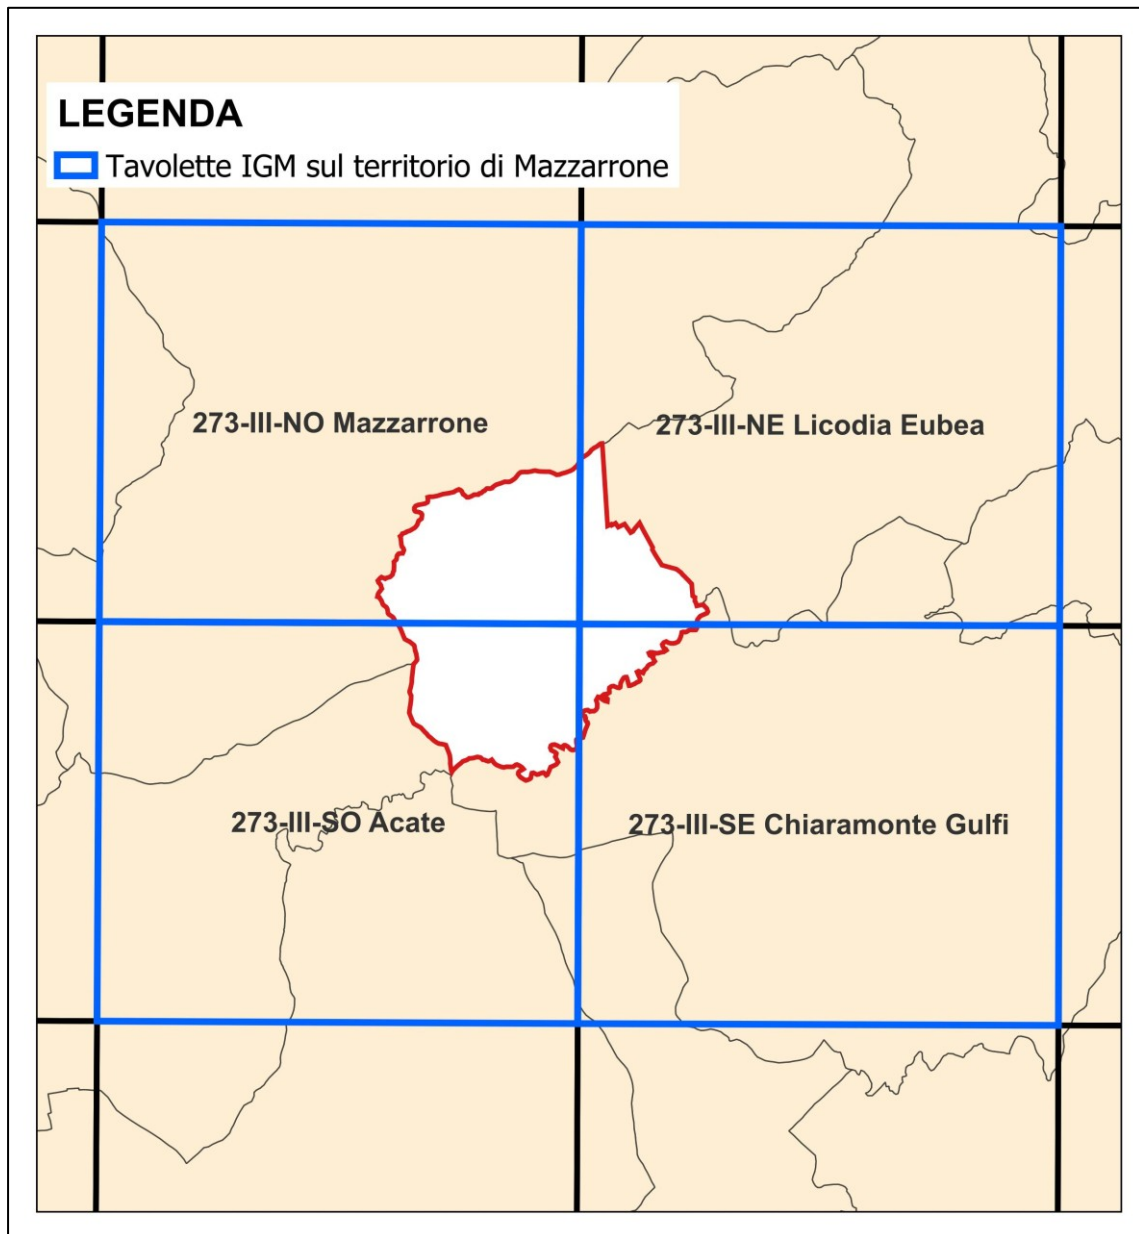 LEGENDA
Tavolette IGM sul territorio di Mazzarrone
273-III-NO Mazzarrone
273-III-NE Licodia Eubea
273-III-SO Acate
273-III-SE Chiaramonte Gulfi